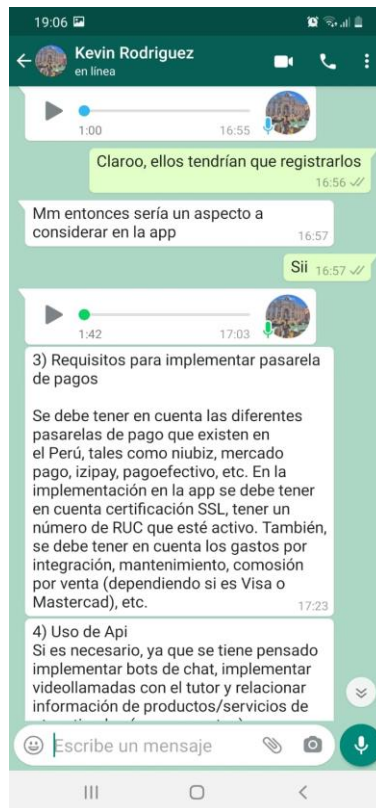 19:06
Kevin Rodriguez
en línea
1:00 16:55
Claroo, ellos tendrían que registrarlos
16:56
Mm entonces sería un aspecto a
considerar en la app 16:57
Sii 16:57
1:42 17:03
3) Requisitos para implementar pasarela
de pagos
Se debe tener en cuenta las diferentes
pasarelas de pago que existen en
el Perú, tales como niubiz, mercado
pago, izipay, pagoefectivo, etc. En la
implementación en la app se debe tener
en cuenta certificación SSL, tener un
número de RUC que esté activo. También,
se debe tener en cuenta los gastos por
integración, mantenimiento, comosión
por venta (dependiendo si es Visa o
Mastercad), etc. 17:23
4) Uso de Api
Si es necesario, ya que se tiene pensado
implementar bots de chat, implementar
videollamadas con el tutor y relacionar
información de productos/servicios de
Escribe un mensaje